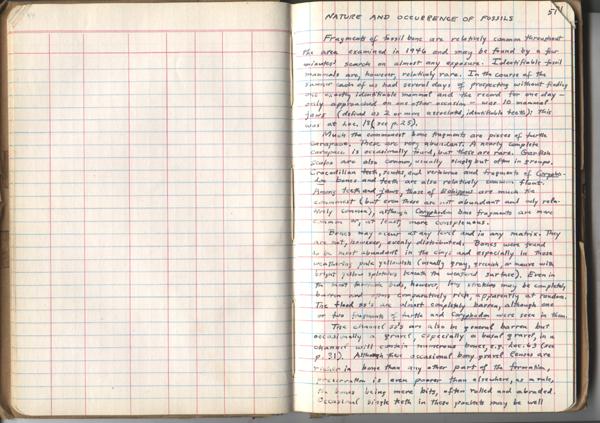 57
NATURE AND OCCURRENCE OF FOSSILS
Fragments of fossil bone are relatively common throughout
the area examined in 1946 and may be found by a few
minutes' search on almost any exposure. Identifiable fossil
mammals are, however, relatively rare. In the course of the
summer each of us had several days of prospecting without finding
one identifiable mammal and the record for one day —
only approached on one other occasion — was 10 mammal
jaws (defined as 2 or more associated, identifiable teeth). This
was at Loc. (see p. 25).
Much the commonest bone fragments are pieces of turtle
carapace. These are very abundant. A nearly complete
carapace is occasionally found, but these are rare. Garfish
scales are also common, usually singly but often in groups.
Crocodilian teeth, scutes, and vertebrae and fragments of Corypho-
don bones and teeth are also relatively common.
Among teeth and jaws, those of Eohippus are much the
commonest (but even these are not abundant and only rela-
tively common), although Coryphodon bone fragments are more
common or, at least, more conspicuous.
Bones may occur at any level and in any matrix. They
are not, however, evenly distributed. Bones were found
to be most abundant in the clays and especially in those
weathering pale yellowish (usually gray, greenish, or mauve with
bright yellow splotches beneath the weathered surface). Even in
the most favorable beds, however, long stretches may be completely
barren and others comparatively rich, apparently at random.
The flood ss's are almost completely barren, although one
or two fragments of turtle and Coryphodon were seen in them.
The channel ss's are also in general barren but
occasionally a gravel, especially a basal gravel, in a
channel will contain numerous bones, e.g. Loc. 63 (see
p. 31). Although these occasional bony gravel lenses are
richer in bone than any other part of the formation,
preservation is even poorer than elsewhere, as a rule,
the bones being mere bits, often rolled and abraded.
Occasional single teeth in these pockets may be well